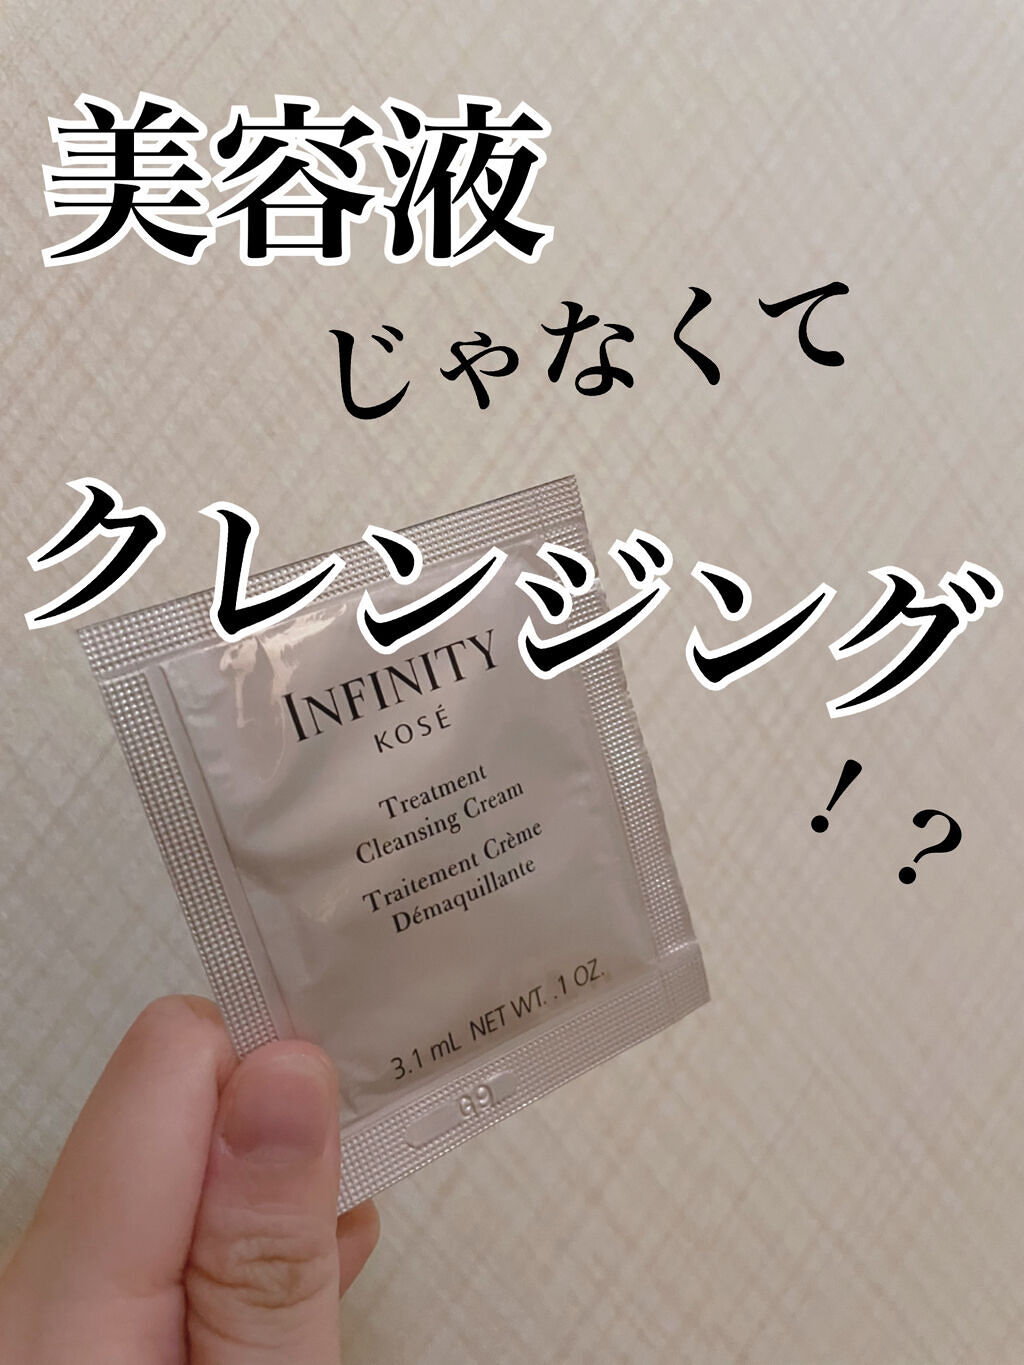 美容液
じゃなくて
クレンジング
！？
INFINITY
KOSÉ
Treatment
Cleansing Cream
Traitement Crème
Démaquillante
3.1 mL NET WT. .1 OZ.